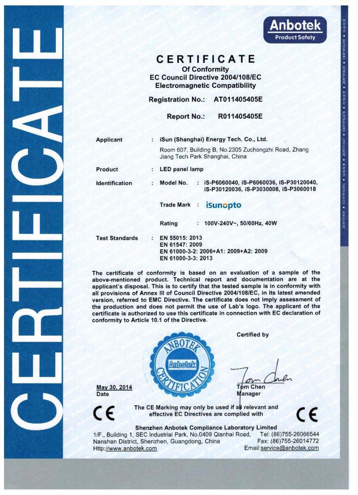 Anbotek
Product Safety
CERTIFICATE
CERTIFICATE
Of Conformity
EC Council Directive 2004/108/EC
Electromagnetic Compatibility
Registration No.: AT011405405E
Report No.: R011405405E
Applicant : iSun (Shanghai) Energy Tech. Co., Ltd.
Room 607, Building B, No.2305 Zuchongzhi Road, Zhang
Jiang Tech Park Shanghai, China
Product : LED panel lamp
Identification : Model No. : iS-P6060040, iS-P6060036, iS-P30120040,
iS-P30120036, iS-P3030008, iS-P3060018
Trade Mark : iSunopto
Rating : 100V-240V~, 50/60Hz, 40W
Test Standards : EN 55015: 2013
EN 61547: 2009
EN 61000-3-2: 2006+A1: 2009+A2: 2009
EN 61000-3-3: 2013
The certificate of conformity is based on an evaluation of a sample of the
above-mentioned product. Technical report and documentation are at the
applicant's disposal. This is to certify that the tested sample is in conformity with
all provisions of Annex III of Council Directive 2004/108/EC, in its latest amended
version, referred to EMC Directive. The certificate does not imply assessment of
the production and does not permit the use of Lab's logo. The applicant of the
certificate is authorized to use this certificate in connection with EC declaration of
conformity to Article 10.1 of the Directive.
Certified by
ANBOTEK
Anbotek
CERTIFICATION
Tom Chen
May 30, 2014
Tom Chen
Date
Manager
CE
The CE Marking may only be used if all relevant and
effective EC Directives are complied with
CE
Shenzhen Anbotek Compliance Laboratory Limited
1/F., Building 1, SEC Industrial Park, No.0409 Qianhai Road, Tel: (86)755-26066544
Nanshan District, Shenzhen, Guangdong, China Fax: (86)755-26014772
Http://www.anbotek.com Email:service@anbotek.com